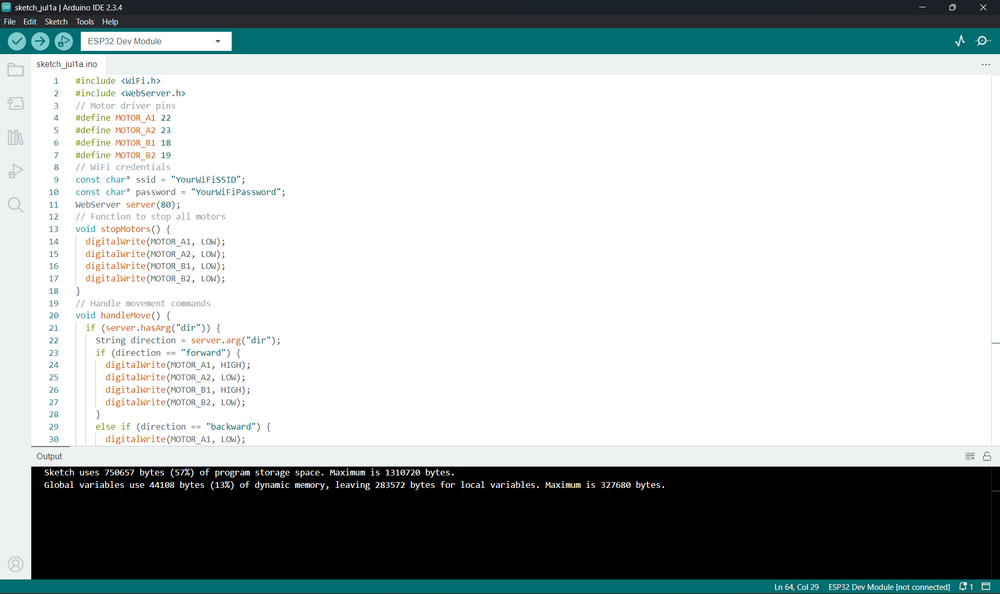 sketch_jul1a | Arduino IDE 2.3.4
File Edit Sketch Tools Help
ESP32 Dev Module
sketch_jul1a.ino
1 #include <WiFi.h>
2 #include <WebServer.h>
3 // Motor driver pins
4 #define MOTOR_A1 22
5 #define MOTOR_A2 23
6 #define MOTOR_B1 18
7 #define MOTOR_B2 19
8 // WiFi credentials
9 const char* ssid = "YourWiFiSSID";
10 const char* password = "YourWiFiPassword";
11 WebServer server(80);
12 // Function to stop all motors
13 void stopMotors() {
14 digitalWrite(MOTOR_A1, LOW);
15 digitalWrite(MOTOR_A2, LOW);
16 digitalWrite(MOTOR_B1, LOW);
17 digitalWrite(MOTOR_B2, LOW);
18 }
19 // Handle movement commands
20 void handleMove() {
21 if (server.hasArg("dir")) {
22 String direction = server.arg("dir");
23 if (direction == "forward") {
24 digitalWrite(MOTOR_A1, HIGH);
25 digitalWrite(MOTOR_A2, LOW);
26 digitalWrite(MOTOR_B1, HIGH);
27 digitalWrite(MOTOR_B2, LOW);
28 }
29 else if (direction == "backward") {
30 digitalWrite(MOTOR_A1, LOW);
Output
Sketch uses 750657 bytes (57%) of program storage space. Maximum is 1310720 bytes.
Global variables use 44108 bytes (13%) of dynamic memory, leaving 283572 bytes for local variables. Maximum is 327680 bytes.
Ln 64, Col 29 ESP32 Dev Module [not connected] 1